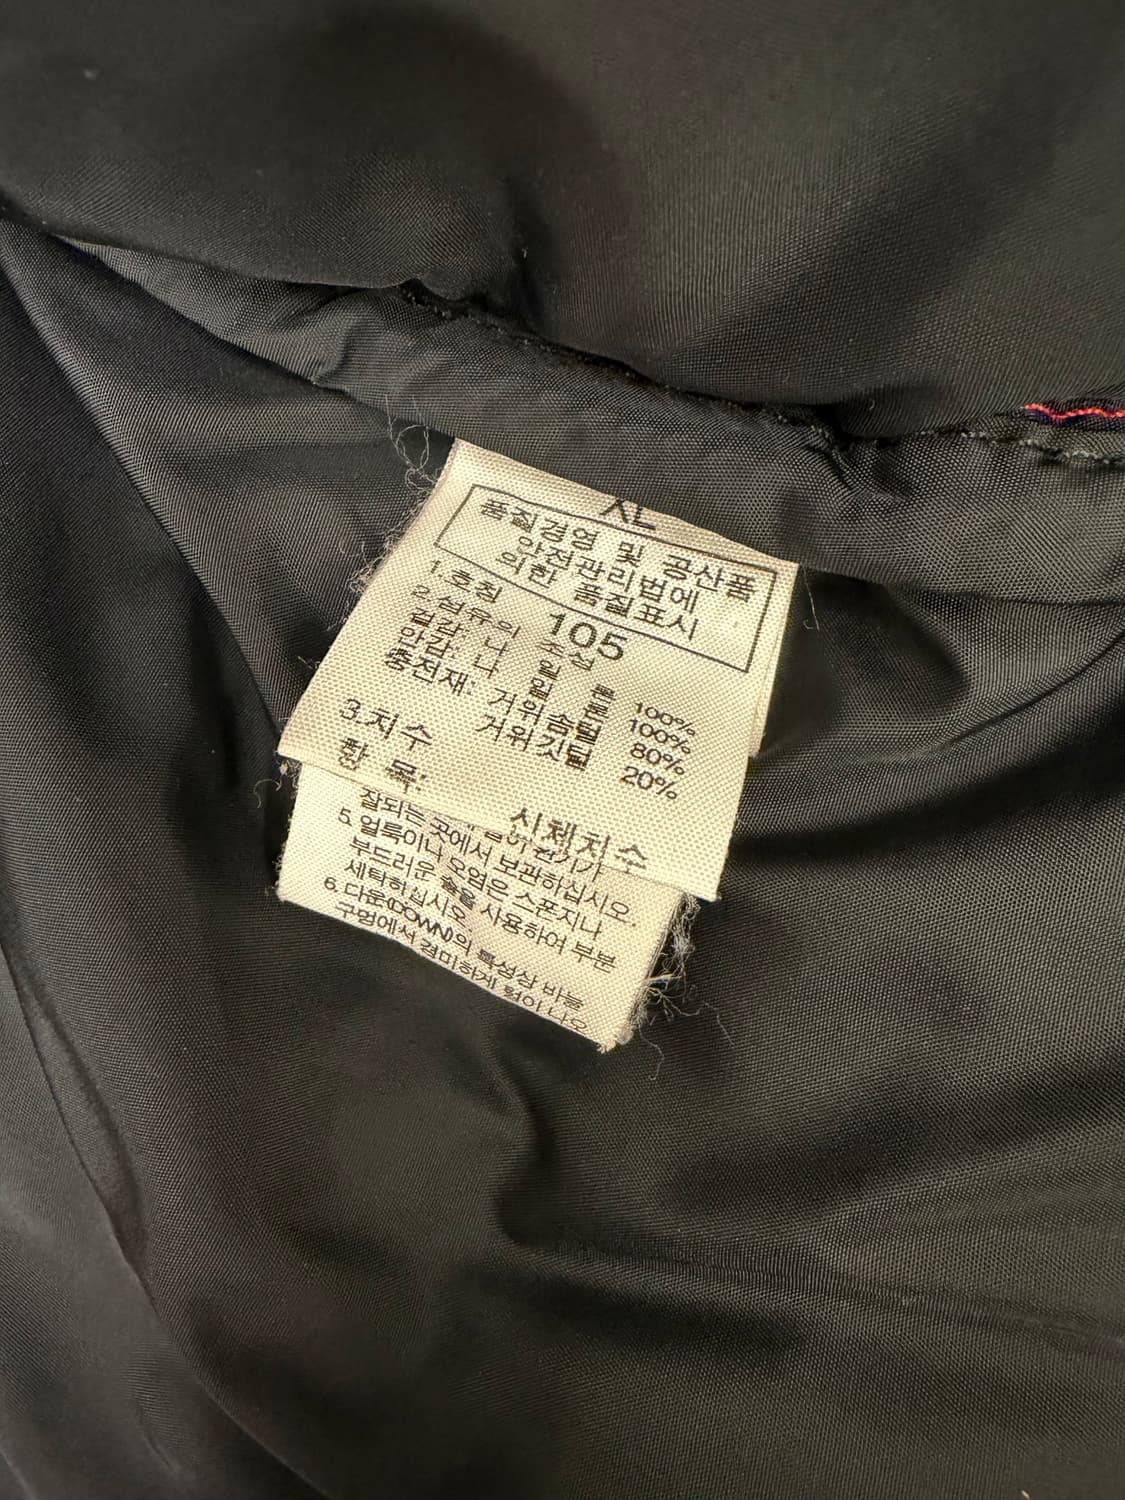 XL
품질경영 및 공산품
안전관리법에
의한 품질표시
1.호칭 105
2.섬유의 조성
겉감: 나일론 100%
안감: 나일론 100%
충전재: 거위솜털 80%
거위깃털 20%
3.치수
항 목: 신체치수
잘되는 곳에서 보관하십시오.
5. 얼룩이나 오염은 스폰지나
부드러운 솔을 사용하여 부분
세탁하십시오
6. 다운(DOWN)의 특성상 바늘
구멍에서 경미하게 털이 나오